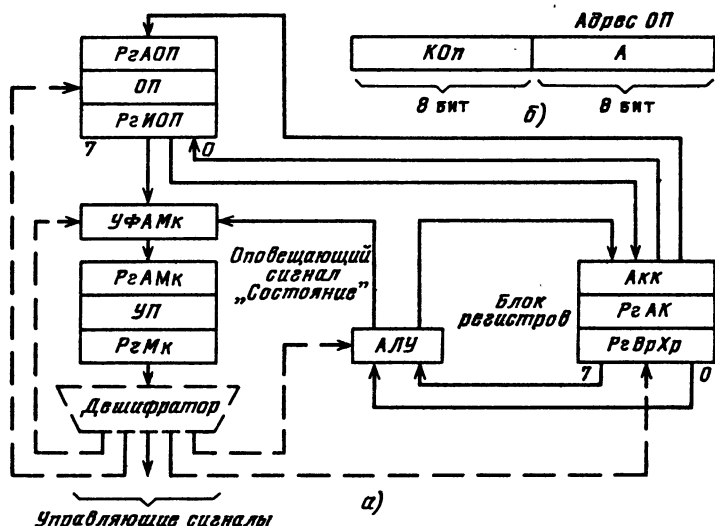 Адрес ОП
РгАОП
ОП
РгИОП
7
0
КОп
А
8 бит
8 бит
б)
УФАМк
РгАМк
УП
РгМк
Оповещающий
сигнал
„Состояние"
АЛУ
Блок
регистров
Акк
РгАК
РгВрХр
7
0
Дешифратор
Управляющие сигналы
а)